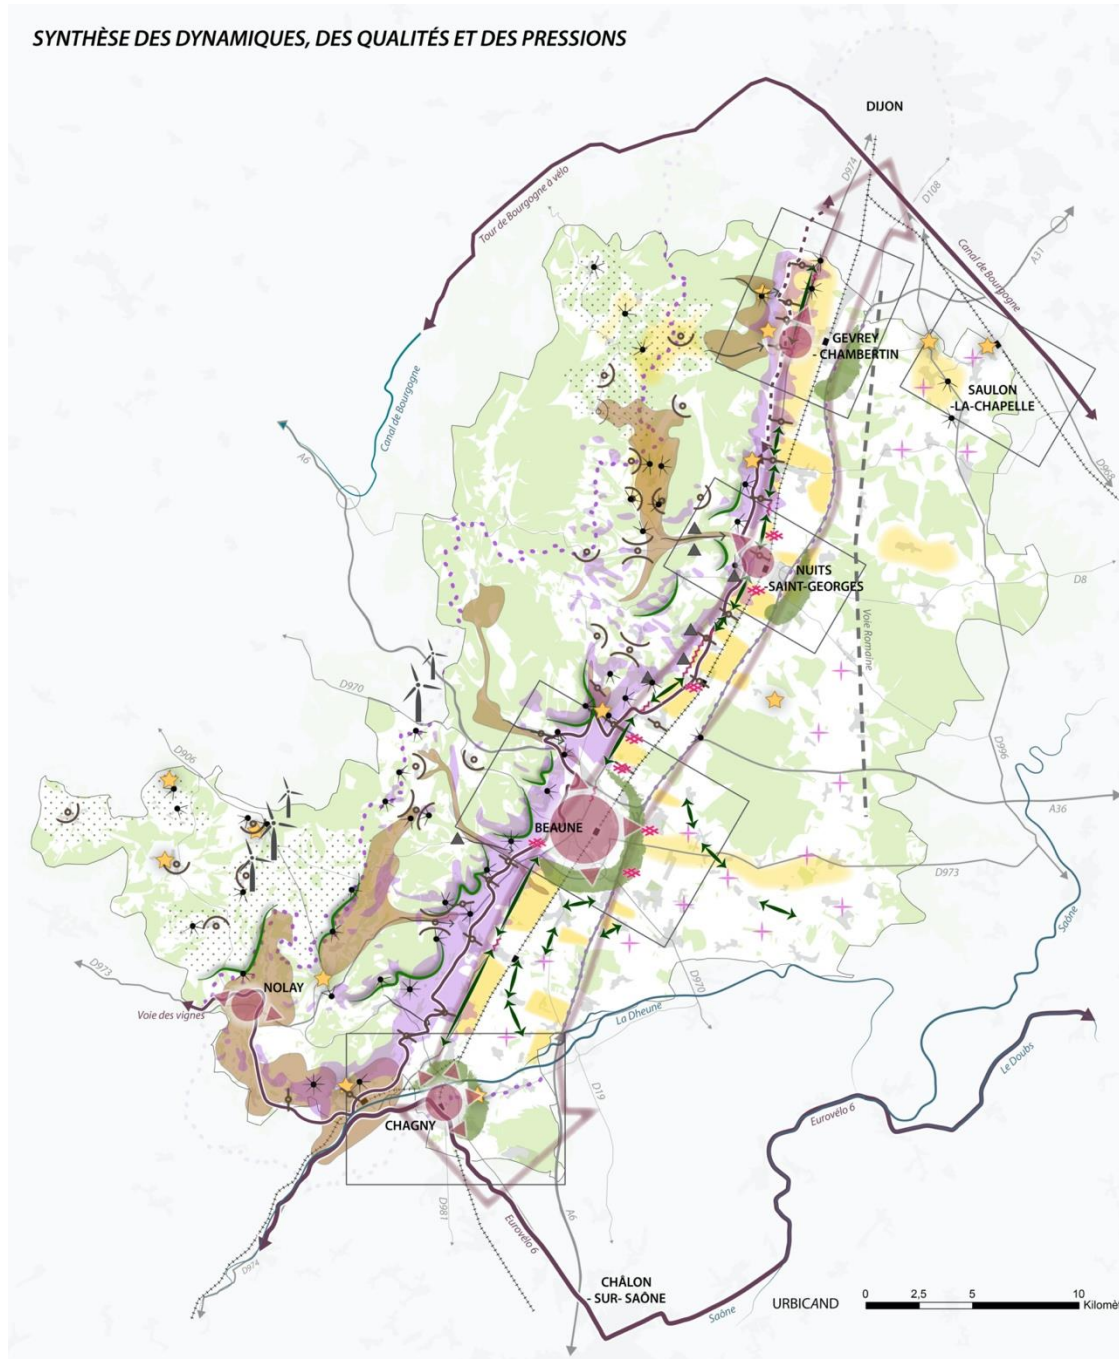 SYNTHÈSE DES DYNAMIQUES, DES QUALITÉS ET DES PRESSIONS
DIJON
D974
D108
Tour de Bourgogne à vélo
Canal de Bourgogne
A31
GEVREY
- CHAMBERTIN
SAULON
-LA-CHAPELLE
Canal de Bourgogne
A6
D968
NUITS
-SAINT-GEORGES
D8
Voie Romaine
D970
D996
D906
A36
BEAUNE
D973
Saône
D973
NOLAY
Voie des vignes
D970
La Dheune
Le Doubs
D19
Eurovélo 6
CHAGNY
D981
Eurovélo 6
A6
D974
CHÂLON
- SUR- SAÔNE
Saône
URBICAND
0 2,5 5 10
Kilomèt